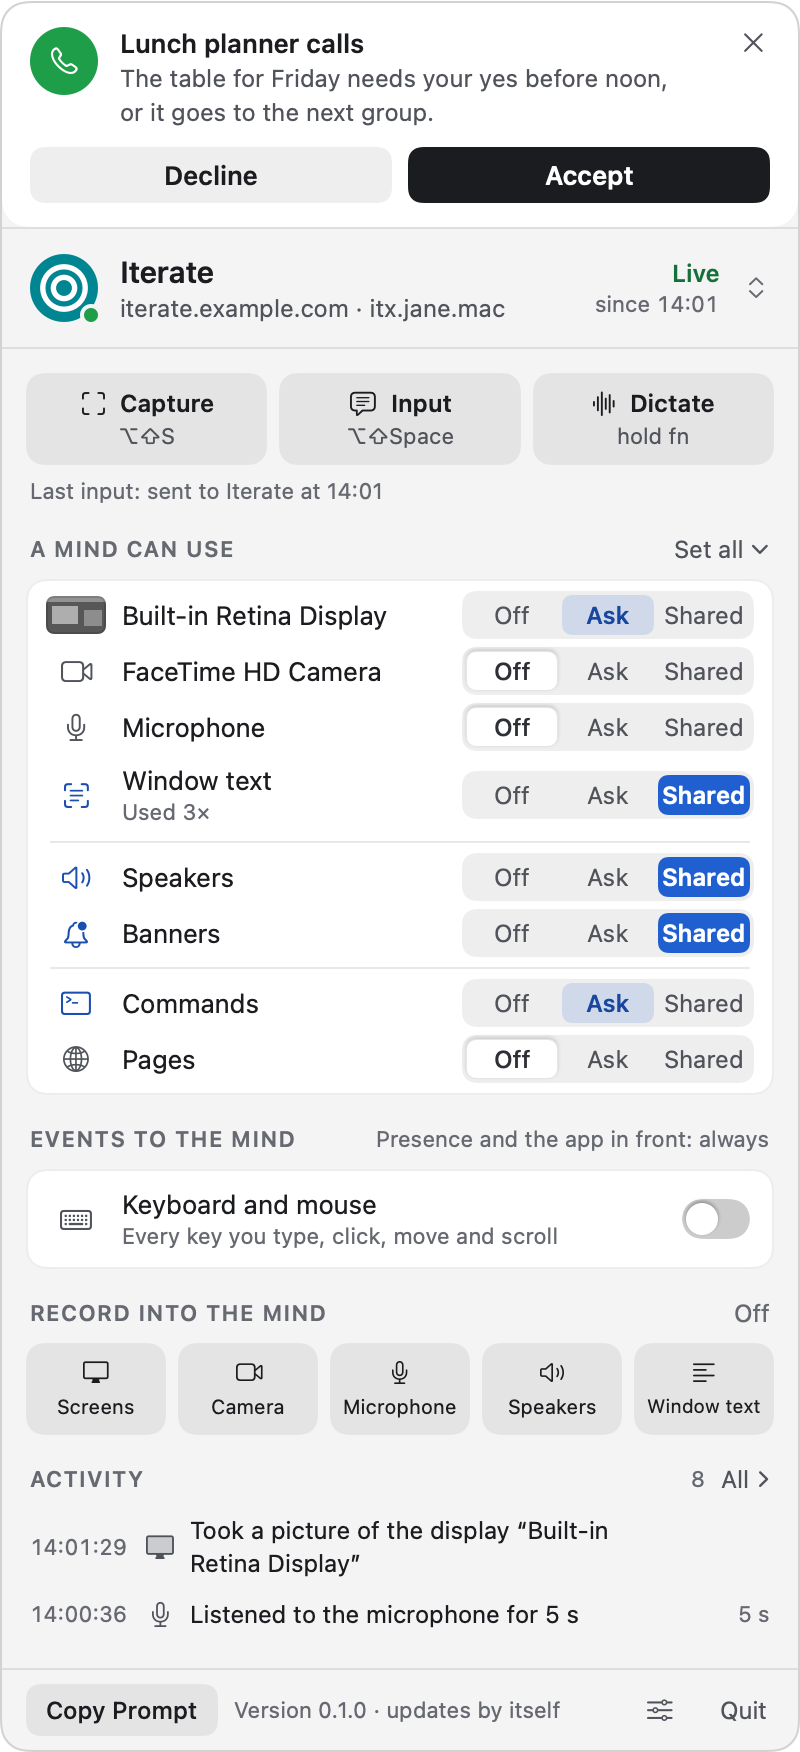 Lunch planner calls
The table for Friday needs your yes before noon,
or it goes to the next group.
Decline
Accept
Iterate
iterate.example.com · itx.jane.mac
Live
since 14:01
Capture
⌥⇧S
Input
⌥⇧Space
Dictate
hold fn
Last input: sent to Iterate at 14:01
A MIND CAN USE
Set all
Built-in Retina Display
Off Ask Shared
FaceTime HD Camera
Off Ask Shared
Microphone
Off Ask Shared
Window text
Used 3×
Off Ask Shared
Speakers
Off Ask Shared
Banners
Off Ask Shared
Commands
Off Ask Shared
Pages
Off Ask Shared
EVENTS TO THE MIND
Presence and the app in front: always
Keyboard and mouse
Every key you type, click, move and scroll
RECORD INTO THE MIND
Off
Screens
Camera
Microphone
Speakers
Window text
ACTIVITY
8 All
14:01:29
Took a picture of the display “Built-in
Retina Display”
14:00:36
Listened to the microphone for 5 s
5 s
Copy Prompt
Version 0.1.0 · updates by itself
Quit